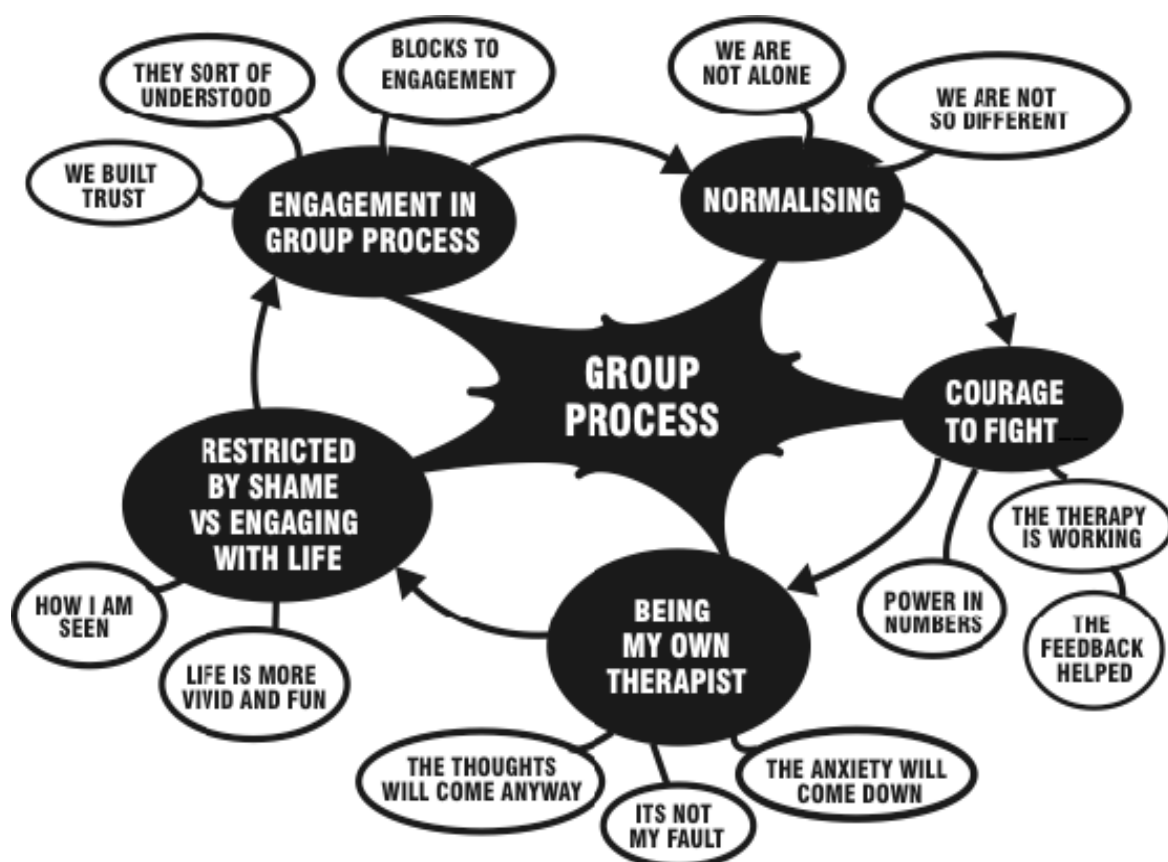 THEY SORT OF
UNDERSTOOD
BLOCKS TO
ENGAGEMENT
WE BUILT
TRUST
ENGAGEMENT IN
GROUP PROCESS
WE ARE
NOT ALONE
WE ARE NOT
SO DIFFERENT
NORMALISING
GROUP
PROCESS
COURAGE
TO FIGHT
THE THERAPY
IS WORKING
POWER IN
NUMBERS
THE
FEEDBACK
HELPED
BEING
MY OWN
THERAPIST
THE THOUGHTS
WILL COME ANYWAY
ITS NOT
MY FAULT
THE ANXIETY WILL
COME DOWN
RESTRICTED
BY SHAME
VS ENGAGING
WITH LIFE
HOW I AM
SEEN
LIFE IS MORE
VIVID AND FUN